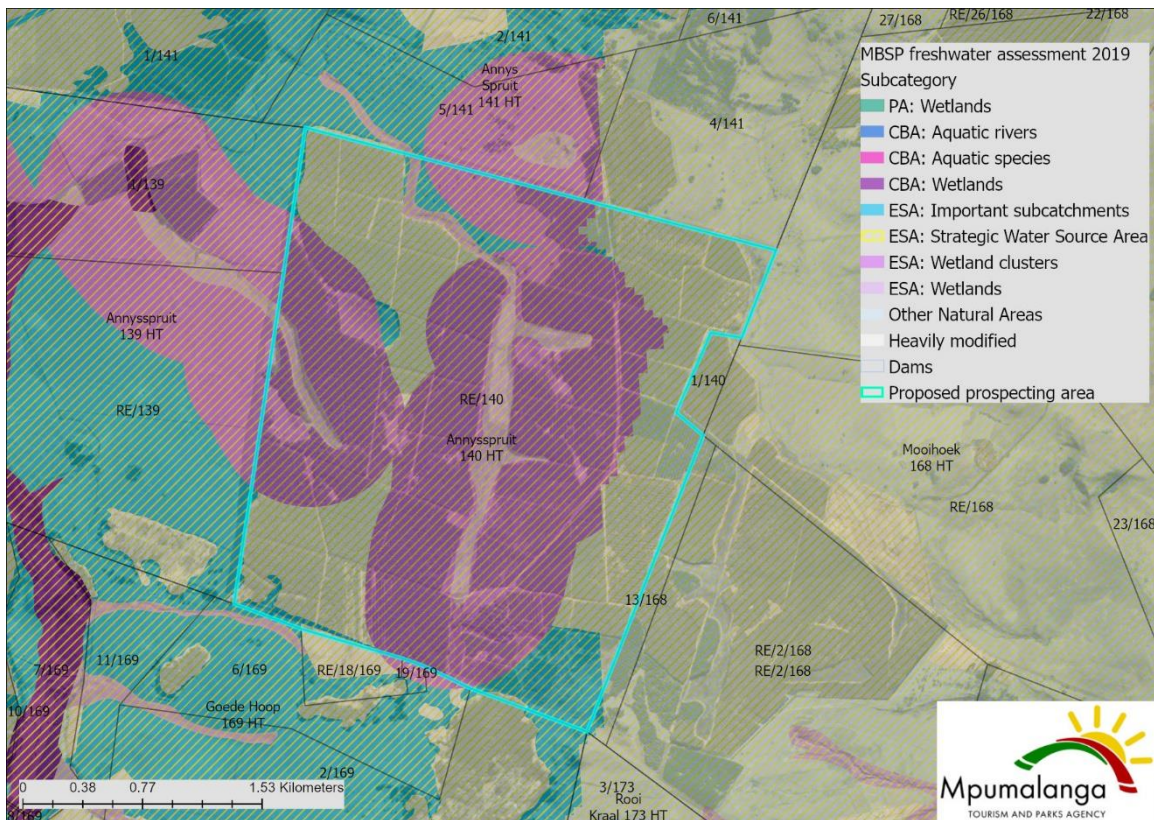 6/141
27/168
RE/26/168
22/168
2/141
1/141
Annys
Spruit
141 HT
5/141
4/141
MBSP freshwater assessment 2019
Subcategory
PA: Wetlands
CBA: Aquatic rivers
CBA: Aquatic species
CBA: Wetlands
ESA: Important subcatchments
ESA: Strategic Water Source Area
ESA: Wetland clusters
ESA: Wetlands
Other Natural Areas
Heavily modified
Dams
Proposed prospecting area
1/139
Annysspruit
139 HT
RE/139
RE/140
Annysspruit
140 HT
1/140
Mooihoek
168 HT
RE/168
23/168
13/168
7/169
11/169
6/169
RE/18/169
19/169
RE/2/168
RE/2/168
10/169
Goede Hoop
169 HT
2/169
3/173
Rooi
Kraal 173 HT
0 0.38 0.77 1.53 Kilometers
Mpumalanga
TOURISM AND PARKS AGENCY